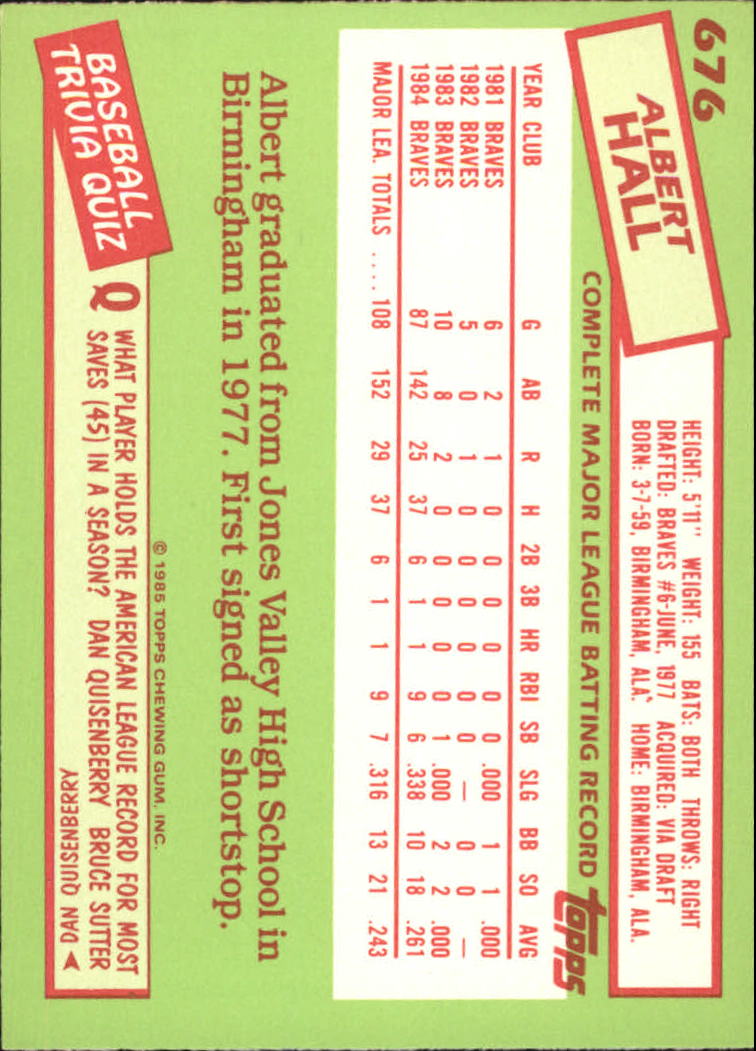 676
ALBERT
HALL
HEIGHT: 5'11" WEIGHT: 155 BATS: BOTH THROWS: RIGHT
DRAFTED: BRAVES #6-JUNE, 1977 ACQUIRED: VIA DRAFT
BORN: 3-7-59, BIRMINGHAM, ALA. HOME: BIRMINGHAM, ALA.
COMPLETE MAJOR LEAGUE BATTING RECORD topps
YEAR CLUB G AB R H 2B 3B HR RBI SB SLG BB SO AVG
1981 BRAVES 6 2 1 0 0 0 0 0 0 .000 1 1 .000
1982 BRAVES 5 0 1 0 0 0 0 0 0 — 0 0 —
1983 BRAVES 10 8 2 0 0 0 0 0 1 .000 2 2 .000
1984 BRAVES 87 142 25 37 6 1 1 9 6 .338 10 18 .261
MAJOR LEA. TOTALS .... 108 152 29 37 6 1 1 9 7 .316 13 21 .243
Albert graduated from Jones Valley High School in
Birmingham in 1977. First signed as shortstop.
© 1985 TOPPS CHEWING GUM, INC.
BASEBALL
TRIVIA QUIZ
Q WHAT PLAYER HOLDS THE AMERICAN LEAGUE RECORD FOR MOST
SAVES (45) IN A SEASON? DAN QUISENBERRY BRUCE SUTTER
◄ DAN QUISENBERRY